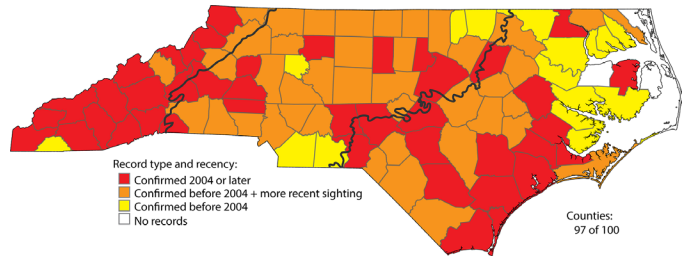 Record type and recency:
Confirmed 2004 or later
Confirmed before 2004 + more recent sighting
Confirmed before 2004
No records
Counties:
97 of 100